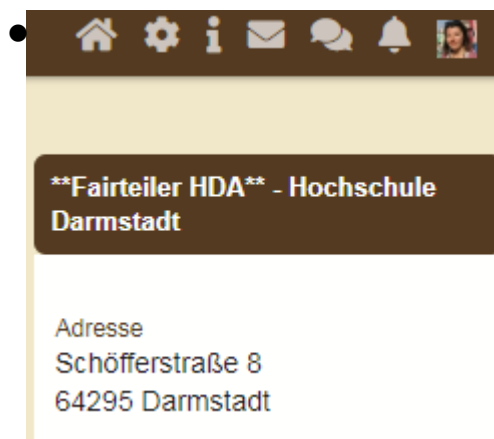 **Fairteiler HDA** - Hochschule
Darmstadt
Adresse
Schöfferstraße 8
64295 Darmstadt